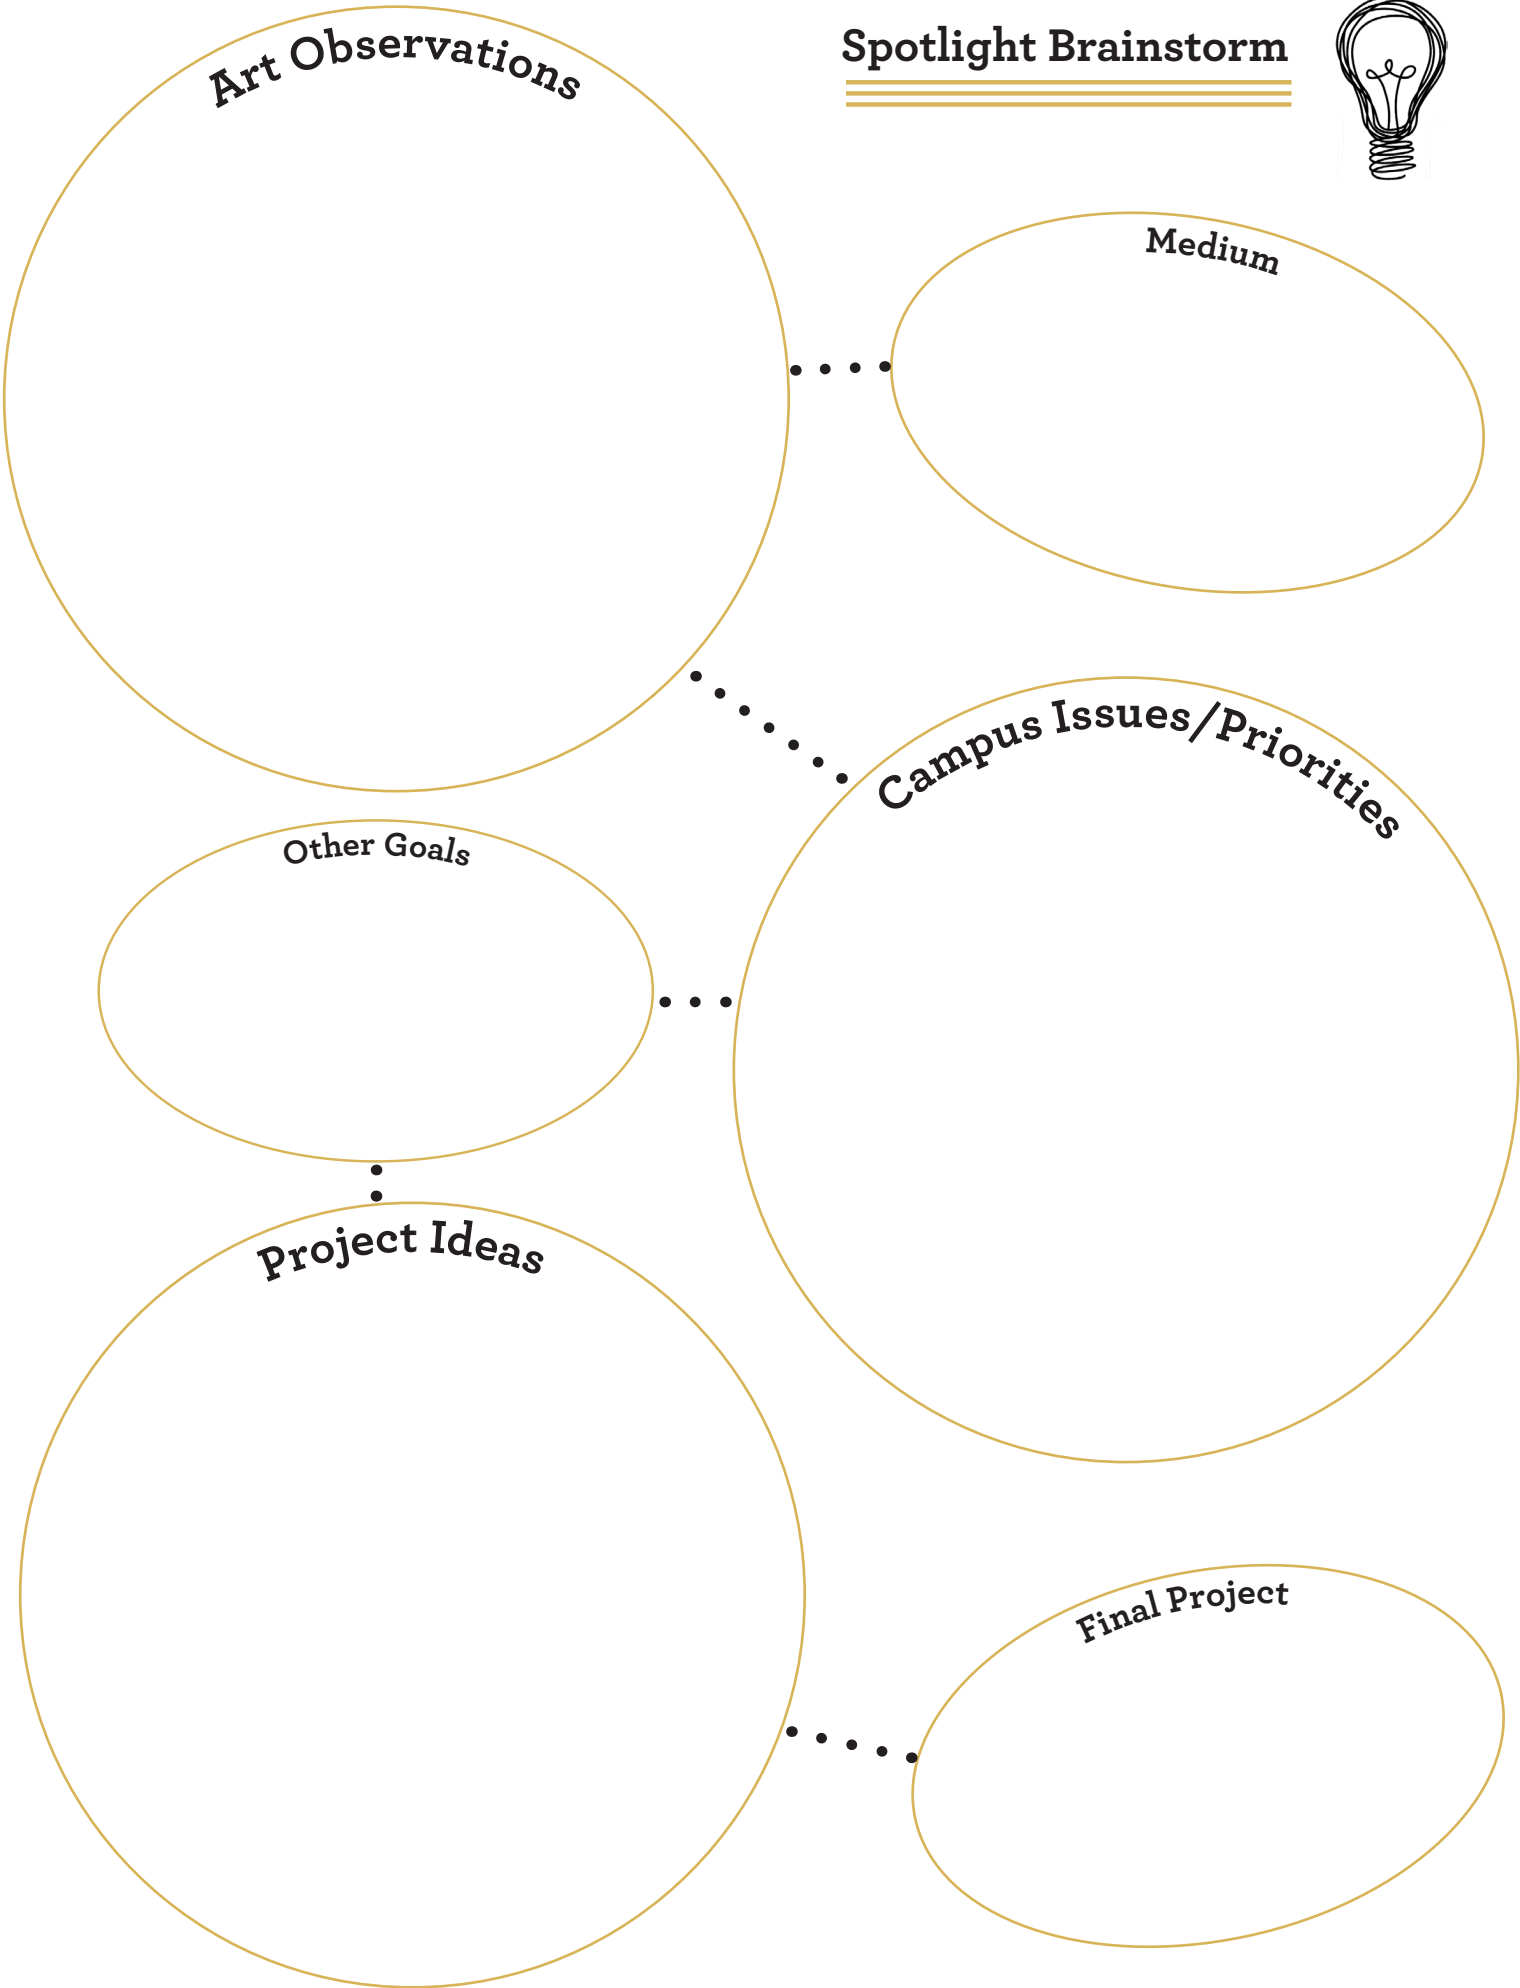 Art Observations
Spotlight Brainstorm
Medium
Campus Issues/Priorities
Other Goals
Project Ideas
Final Project